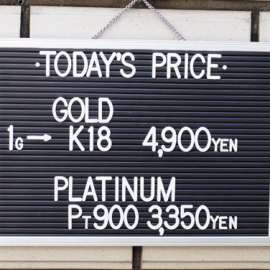 ·TODAY'S PRICE·
GOLD
1G→ K18 4,900YEN
PLATINUM
PT900 3,350YEN